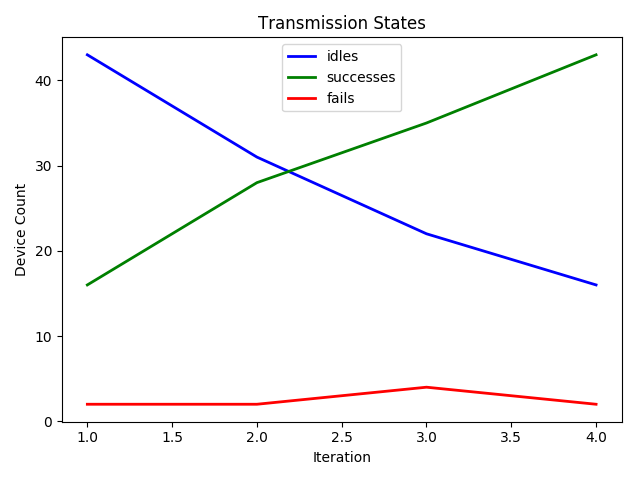 Transmission States
idles
successes
fails
Device Count
40
30
20
10
0
1.0 1.5 2.0 2.5 3.0 3.5 4.0
Iteration